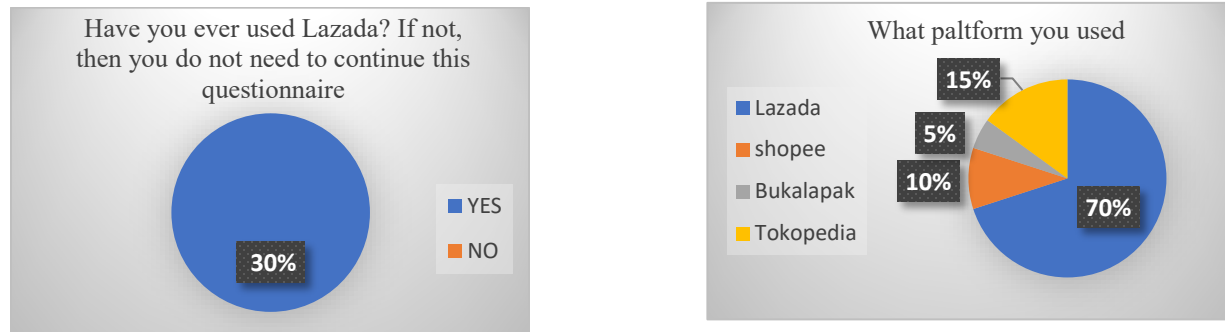 Have you ever used Lazada? If not,
then you do not need to continue this
questionnaire
30%
YES
NO
What paltform you used
15%
5%
10%
70%
Lazada
shopee
Bukalapak
Tokopedia